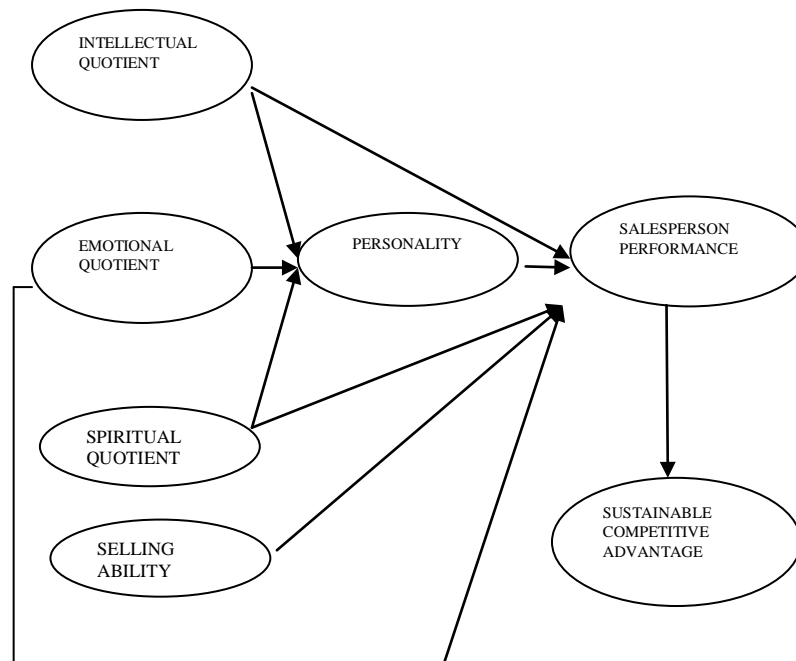 INTELLECTUAL
QUOTIENT
EMOTIONAL
QUOTIENT
PERSONALITY
SALESPERSON
PERFORMANCE
SPIRITUAL
QUOTIENT
SELLING
ABILITY
SUSTAINABLE
COMPETITIVE
ADVANTAGE